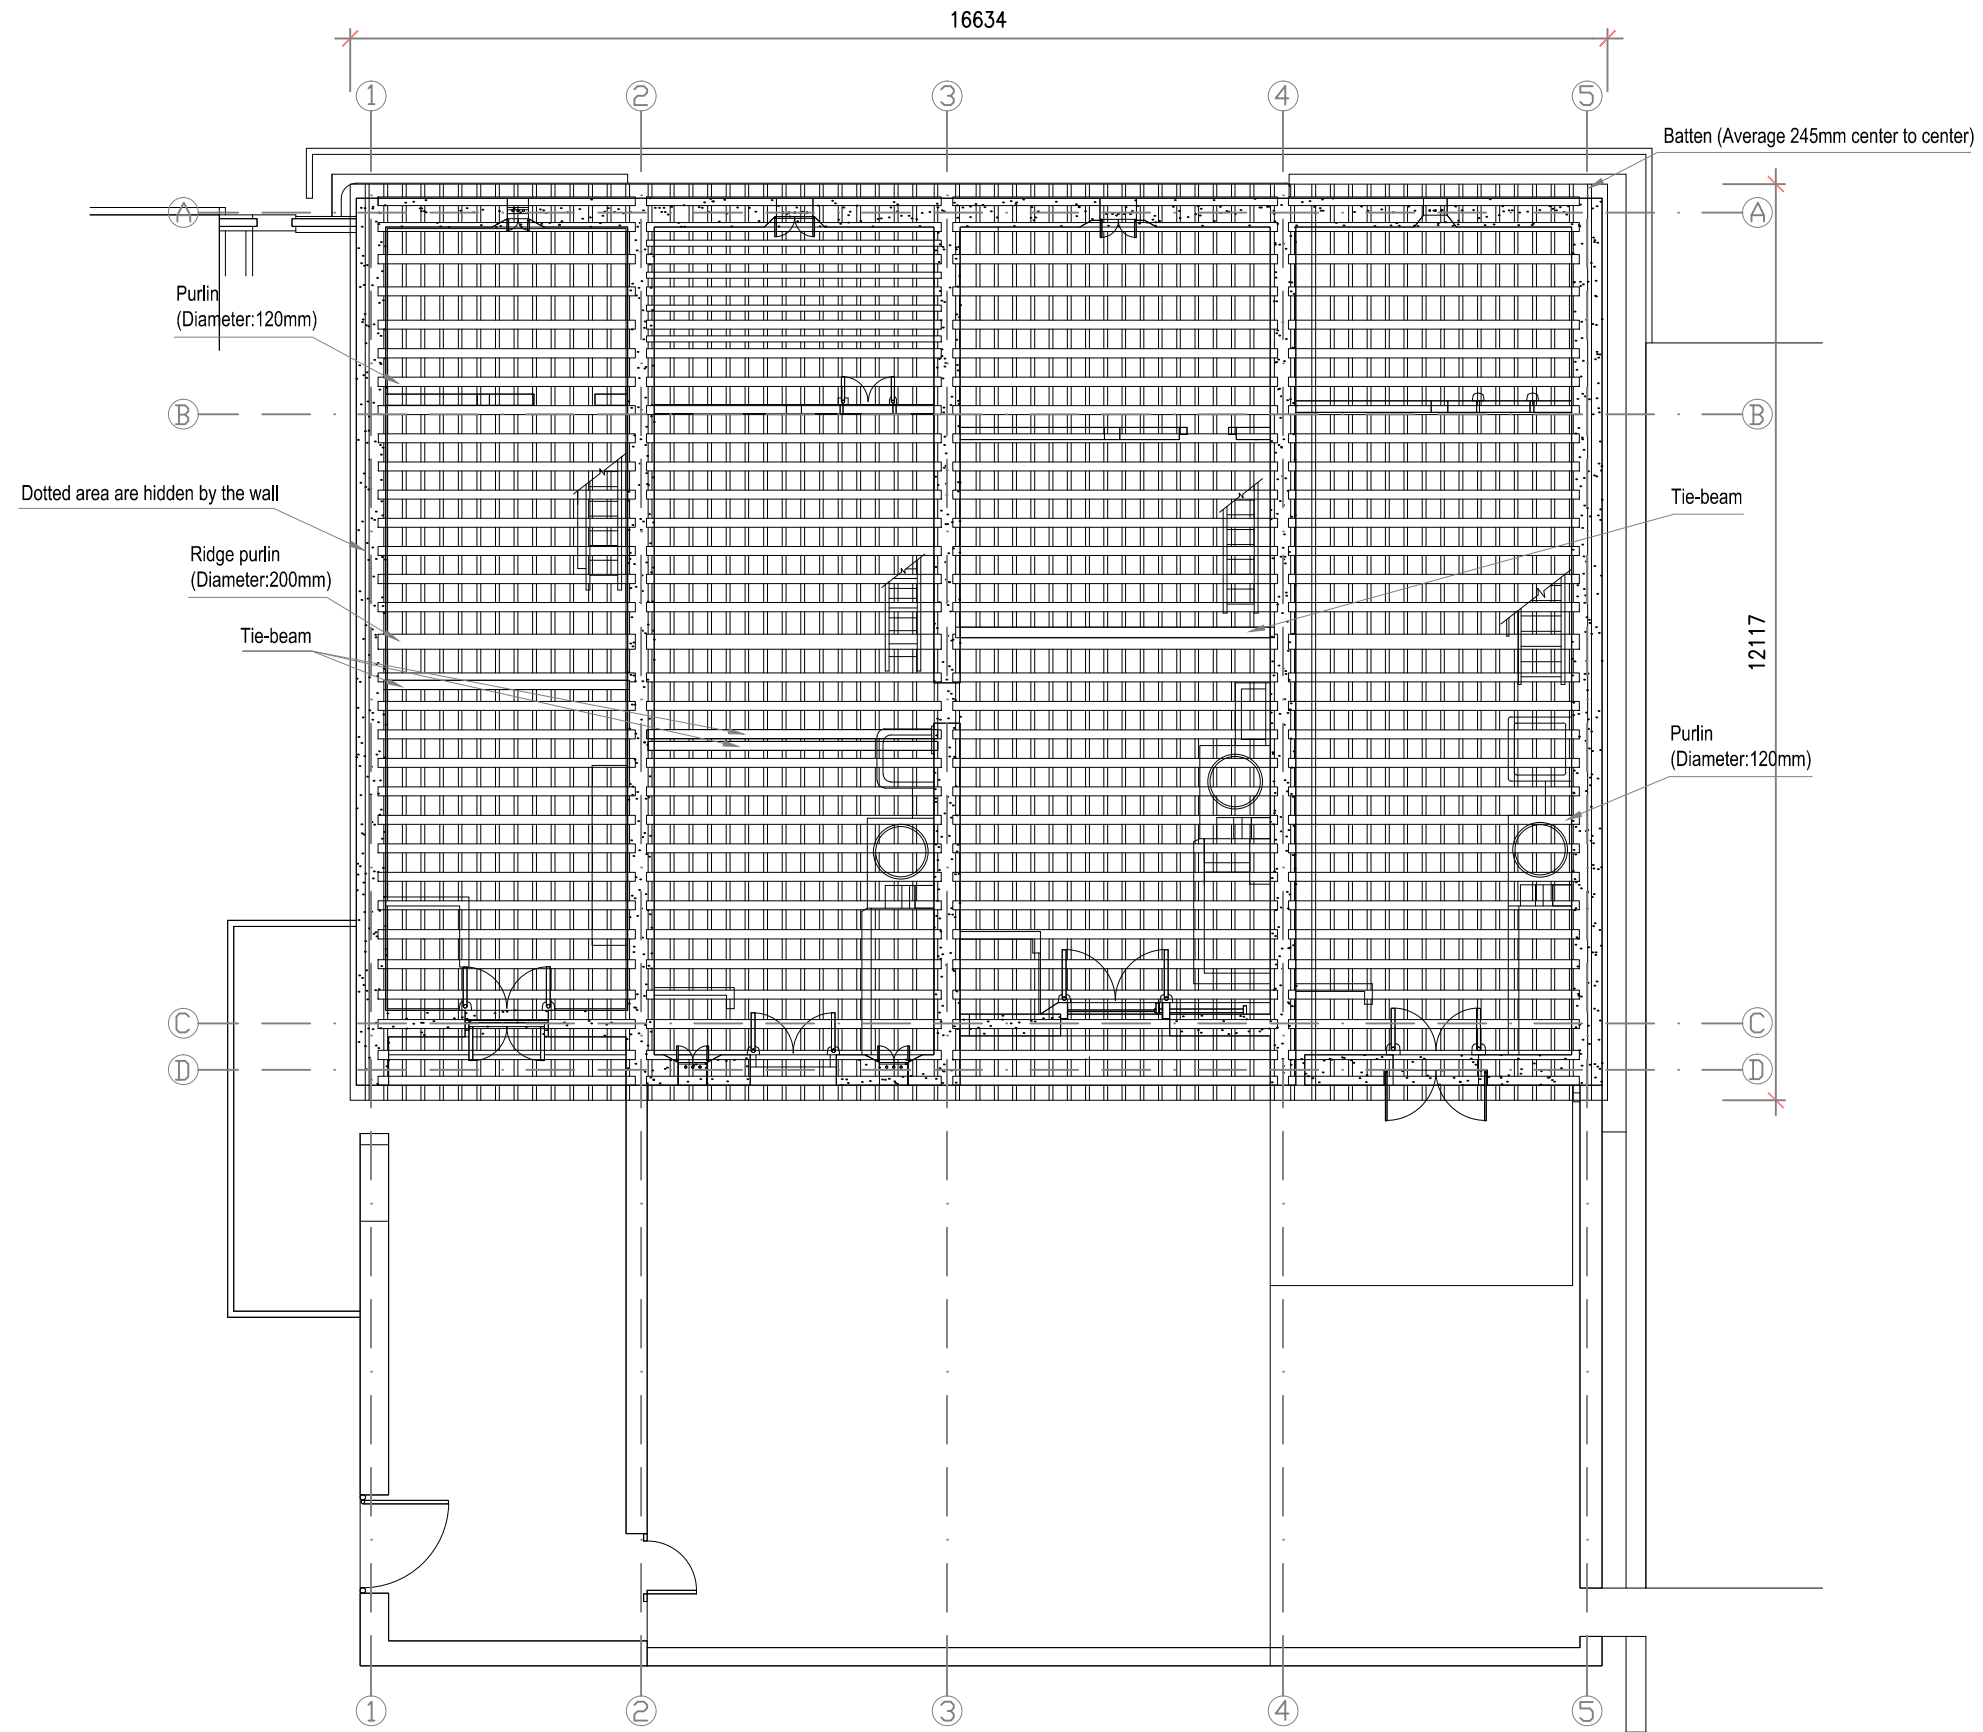 16634
1
2
3
4
5
Batten (Average 245mm center to center)
A
A
Purlin
(Diameter:120mm)
B
B
Dotted area are hidden by the wall
Tie-beam
Ridge purlin
(Diameter:200mm)
Tie-beam
12117
Purlin
(Diameter:120mm)
C
C
D
D
1
2
3
4
5